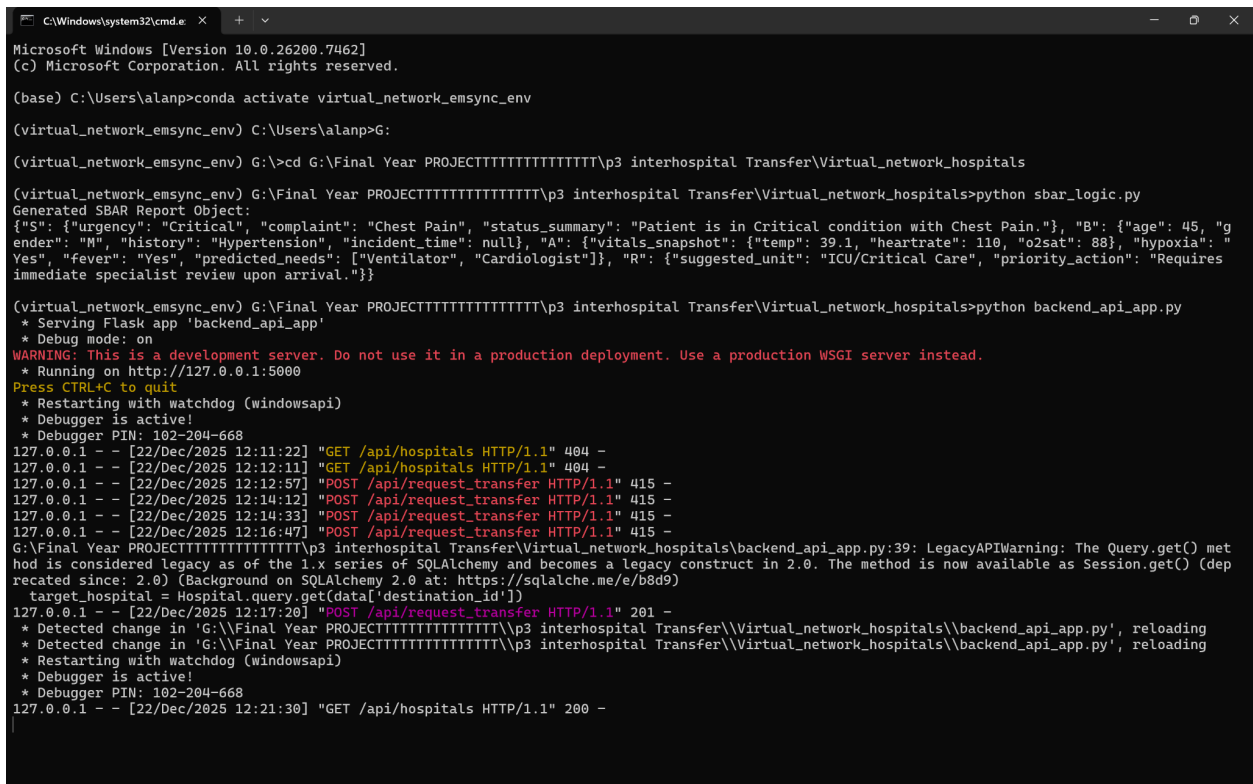 C:\Windows\system32\cmd.e:
Microsoft Windows [Version 10.0.26200.7462]
(c) Microsoft Corporation. All rights reserved.
(base) C:\Users\alanp>conda activate virtual_network_emsync_env
(virtual_network_emsync_env) C:\Users\alanp>G:
(virtual_network_emsync_env) G:\>cd G:\Final Year PROJECTTTTTTTTTTTTTTT\p3 interhospital Transfer\Virtual_network_hospitals
(virtual_network_emsync_env) G:\Final Year PROJECTTTTTTTTTTTTTTT\p3 interhospital Transfer\Virtual_network_hospitals>python sbar_logic.py
Generated SBAR Report Object:
{"S": {"urgency": "Critical", "complaint": "Chest Pain", "status_summary": "Patient is in Critical condition with Chest Pain."}, "B": {"age": 45, "g
ender": "M", "history": "Hypertension", "incident_time": null}, "A": {"vitals_snapshot": {"temp": 39.1, "heartrate": 110, "o2sat": 88}, "hypoxia": "
Yes", "fever": "Yes", "predicted_needs": ["Ventilator", "Cardiologist"]}, "R": {"suggested_unit": "ICU/Critical Care", "priority_action": "Requires
immediate specialist review upon arrival."}}
(virtual_network_emsync_env) G:\Final Year PROJECTTTTTTTTTTTTTTT\p3 interhospital Transfer\Virtual_network_hospitals>python backend_api_app.py
* Serving Flask app 'backend_api_app'
* Debug mode: on
WARNING: This is a development server. Do not use it in a production deployment. Use a production WSGI server instead.
* Running on http://127.0.0.1:5000
Press CTRL+C to quit
* Restarting with watchdog (windowsapi)
* Debugger is active!
* Debugger PIN: 102-204-668
127.0.0.1 - - [22/Dec/2025 12:11:22] "GET /api/hospitals HTTP/1.1" 404 -
127.0.0.1 - - [22/Dec/2025 12:12:11] "GET /api/hospitals HTTP/1.1" 404 -
127.0.0.1 - - [22/Dec/2025 12:12:57] "POST /api/request_transfer HTTP/1.1" 415 -
127.0.0.1 - - [22/Dec/2025 12:14:12] "POST /api/request_transfer HTTP/1.1" 415 -
127.0.0.1 - - [22/Dec/2025 12:14:33] "POST /api/request_transfer HTTP/1.1" 415 -
127.0.0.1 - - [22/Dec/2025 12:16:47] "POST /api/request_transfer HTTP/1.1" 415 -
G:\Final Year PROJECTTTTTTTTTTTTTTT\p3 interhospital Transfer\Virtual_network_hospitals\backend_api_app.py:39: LegacyAPIWarning: The Query.get() met
hod is considered legacy as of the 1.x series of SQLAlchemy and becomes a legacy construct in 2.0. The method is now available as Session.get() (dep
recated since: 2.0) (Background on SQLAlchemy 2.0 at: https://sqlalche.me/e/b8d9)
target_hospital = Hospital.query.get(data['destination_id'])
127.0.0.1 - - [22/Dec/2025 12:17:20] "POST /api/request_transfer HTTP/1.1" 201 -
* Detected change in 'G:\\Final Year PROJECTTTTTTTTTTTTTTT\\p3 interhospital Transfer\\Virtual_network_hospitals\\backend_api_app.py', reloading
* Detected change in 'G:\\Final Year PROJECTTTTTTTTTTTTTTT\\p3 interhospital Transfer\\Virtual_network_hospitals\\backend_api_app.py', reloading
* Restarting with watchdog (windowsapi)
* Debugger is active!
* Debugger PIN: 102-204-668
127.0.0.1 - - [22/Dec/2025 12:21:30] "GET /api/hospitals HTTP/1.1" 200 -